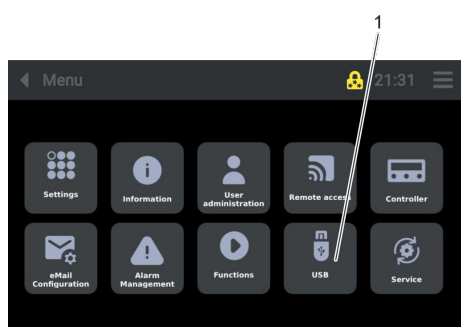 1
Menu
21:31
Settings
Information
User
administration
Remote access
Controller
eMail
Configuration
Alarm
Management
Functions
USB
Service